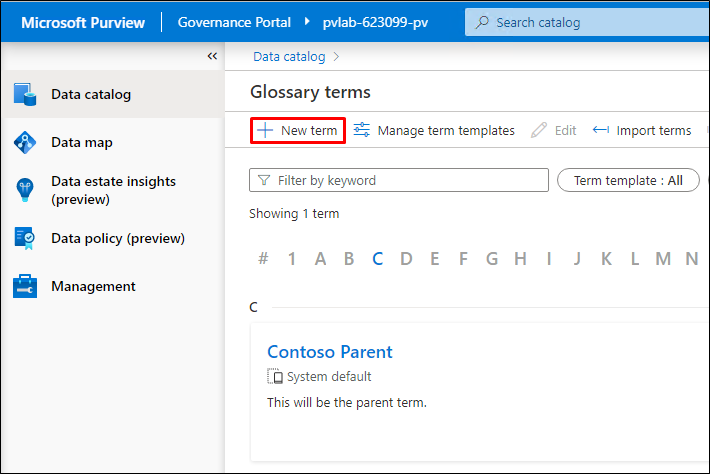 Microsoft Purview Governance Portal pvlab-623099-pv Search catalog
Data catalog
Glossary terms
New term Manage term templates Edit Import terms
Filter by keyword Term template : All
Showing 1 term
# 1 A B C D E F G H I J K L M N
C
Contoso Parent
System default
This will be the parent term.
Data catalog
Data map
Data estate insights
(preview)
Data policy (preview)
Management